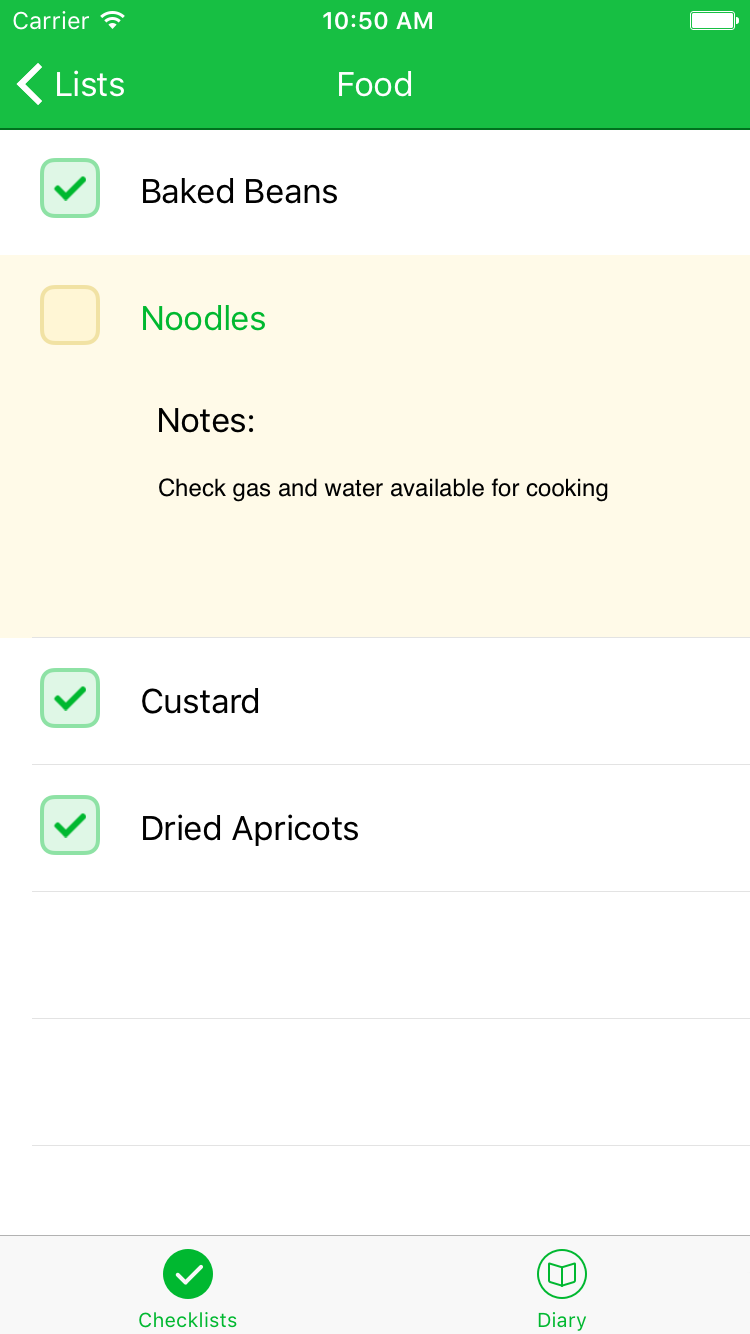 Carrier 10:50 AM
Lists Food
Baked Beans
Noodles
Notes:
Check gas and water available for cooking
Custard
Dried Apricots
Checklists Diary